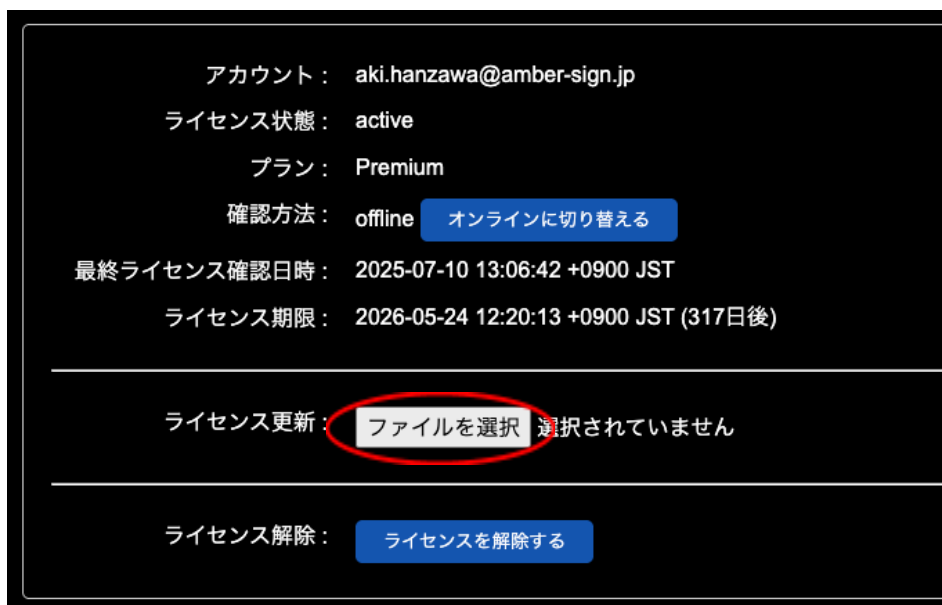 アカウント： aki.hanzawa@amber-sign.jp
ライセンス状態： active
プラン： Premium
確認方法： offline オンラインに切り替える
最終ライセンス確認日時： 2025-07-10 13:06:42 +0900 JST
ライセンス期限： 2026-05-24 12:20:13 +0900 JST (317日後)
ライセンス更新： ファイルを選択 選択されていません
ライセンス解除： ライセンスを解除する